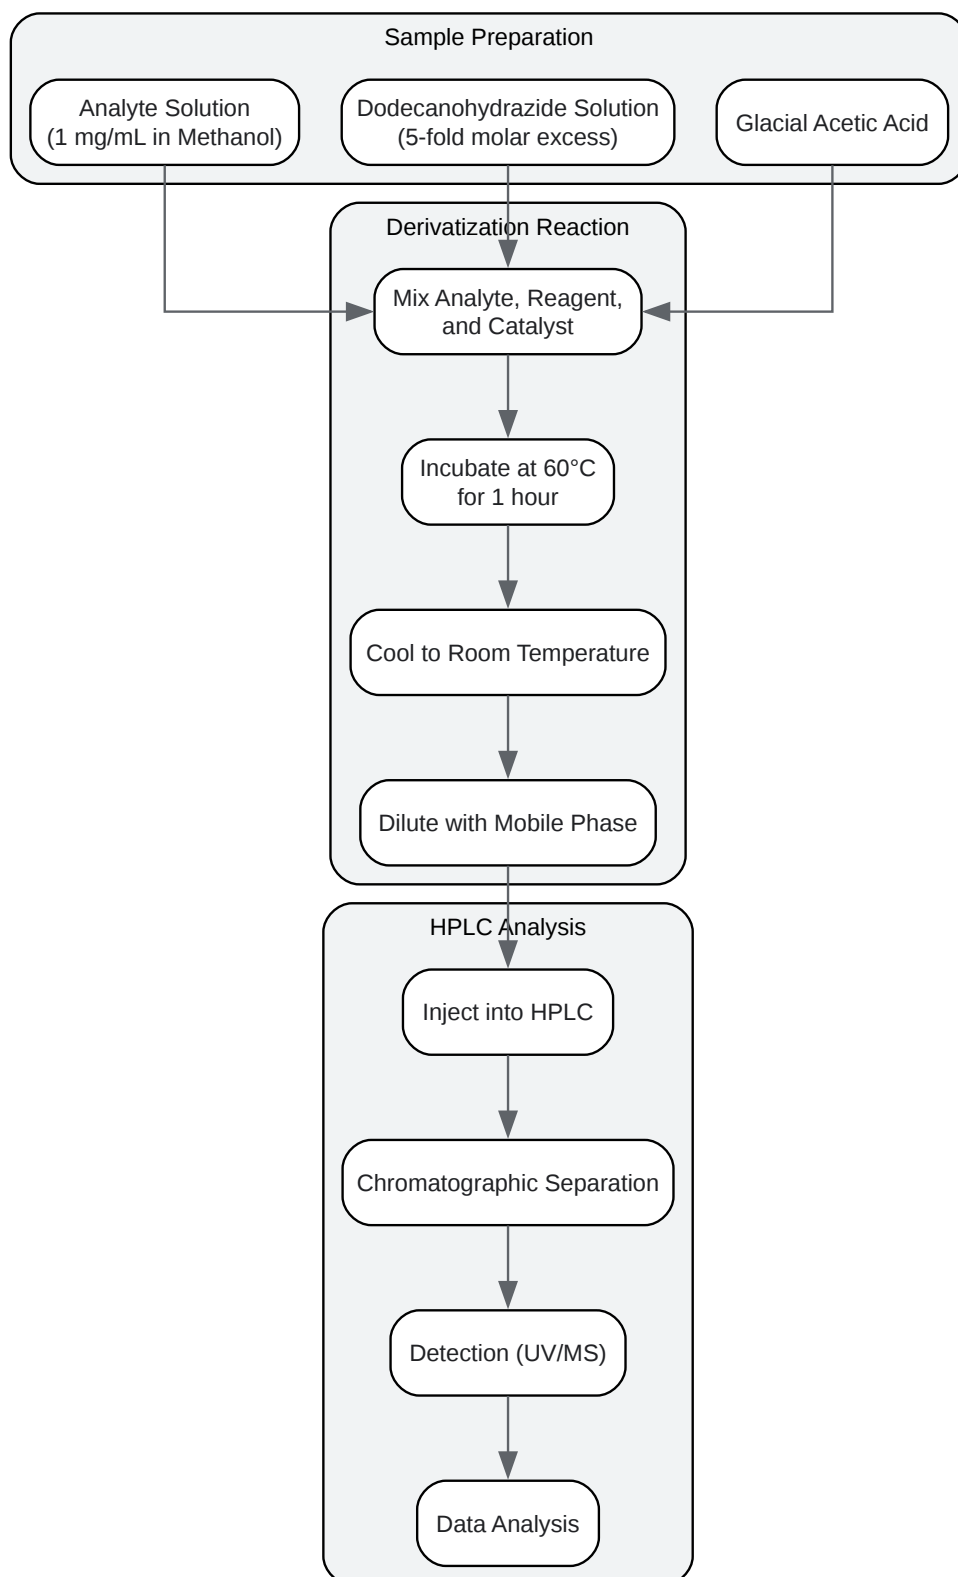 Sample Preparation
Analyte Solution
(1 mg/mL in Methanol)
Dodecanohydrazide Solution
(5-fold molar excess)
Glacial Acetic Acid
Derivatization Reaction
Mix Analyte, Reagent,
and Catalyst
Incubate at 60°C
for 1 hour
Cool to Room Temperature
Dilute with Mobile Phase
HPLC Analysis
Inject into HPLC
Chromatographic Separation
Detection (UV/MS)
Data Analysis